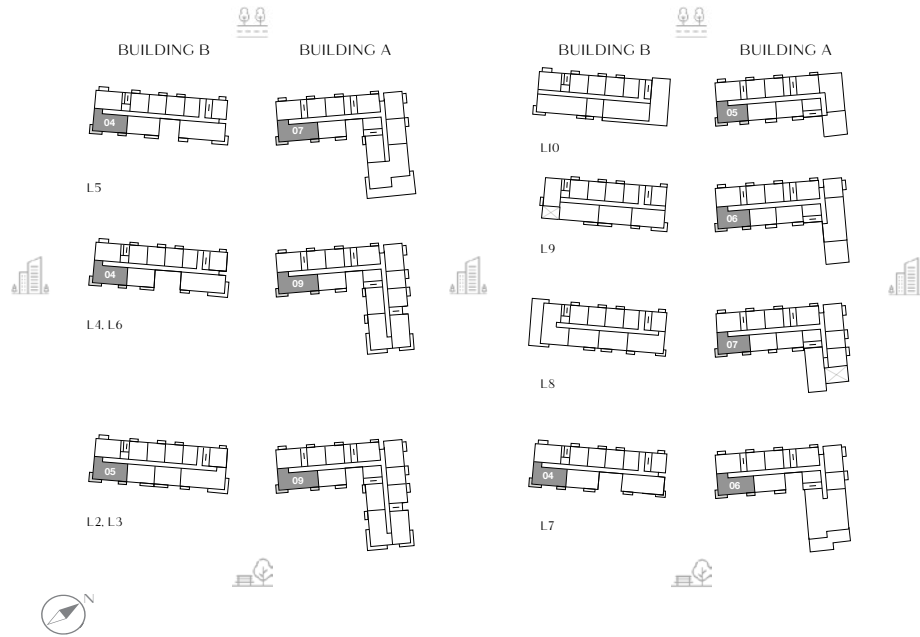 BUILDING B BUILDING A BUILDING B BUILDING A
04 07
L5
05
L10
06
L9
04 09
L4, L6
07
L8
05 09
L2, L3
04 06
L7
N